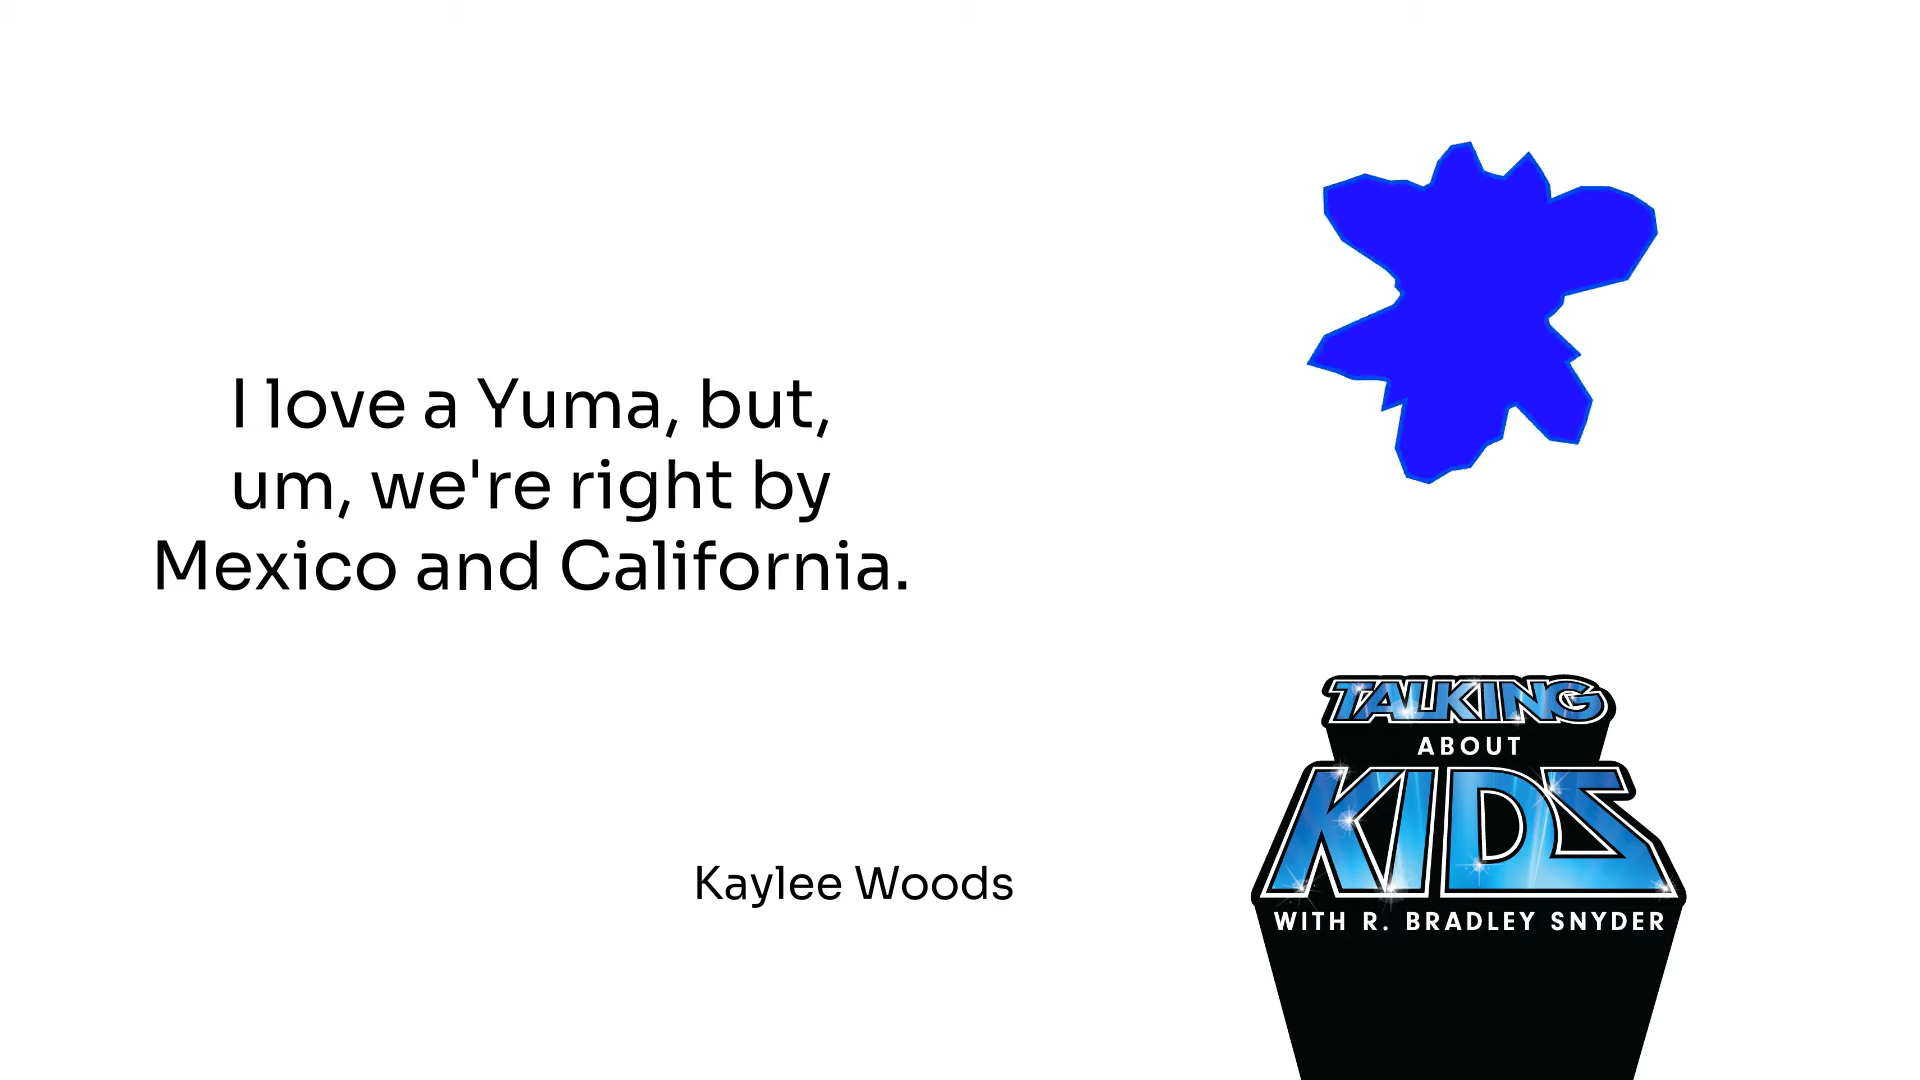 I love a Yuma, but,
um, we're right by
Mexico and California.
Kaylee Woods
TALKING
ABOUT
KIDS
WITH R. BRADLEY SNYDER